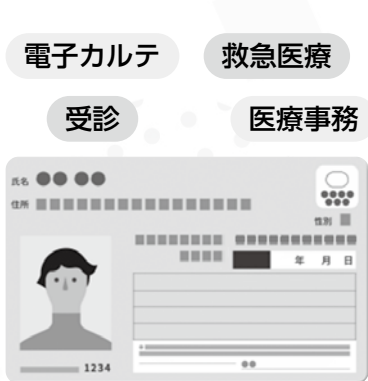 電子カルテ 救急医療
受診 医療事務
氏名
住所
性別
年 月 日
1234